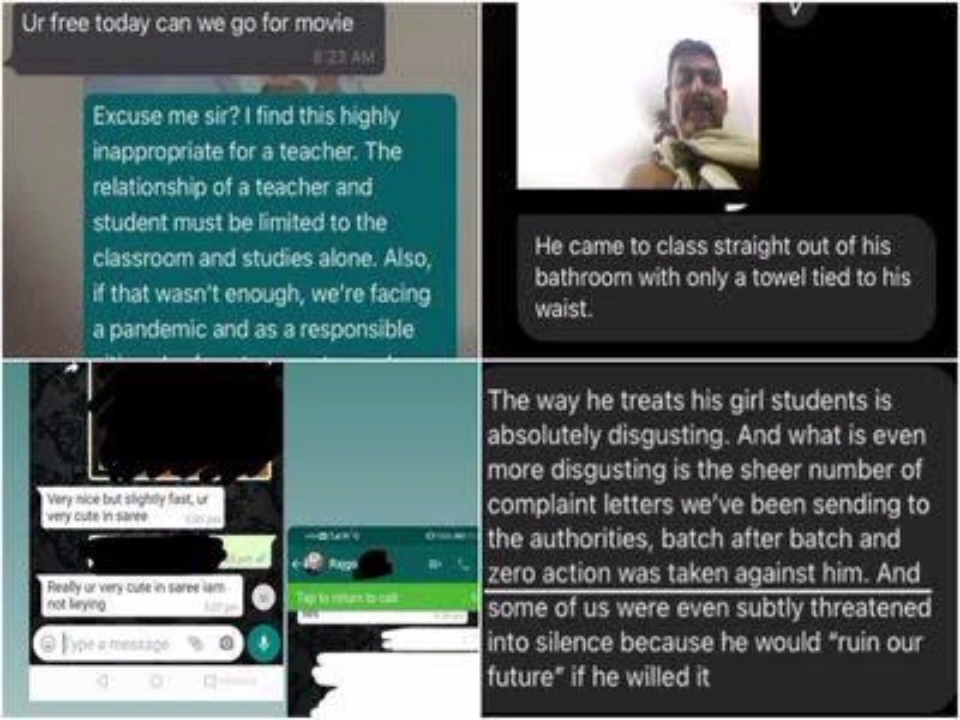 Ur free today can we go for movie
8:23 AM
Excuse me sir? I find this highly
inappropriate for a teacher. The
relationship of a teacher and
student must be limited to the
classroom and studies alone. Also,
if that wasn't enough, we're facing
a pandemic and as a responsible
He came to class straight out of his
bathroom with only a towel tied to his
waist.
Very nice but slightly fast, ur
very cute in saree
Really ur very cute in saree iam
not lieying
Type a message
Tap to return to call
The way he treats his girl students is
absolutely disgusting. And what is even
more disgusting is the sheer number of
complaint letters we've been sending to
the authorities, batch after batch and
zero action was taken against him. And
some of us were even subtly threatened
into silence because he would "ruin our
future" if he willed it